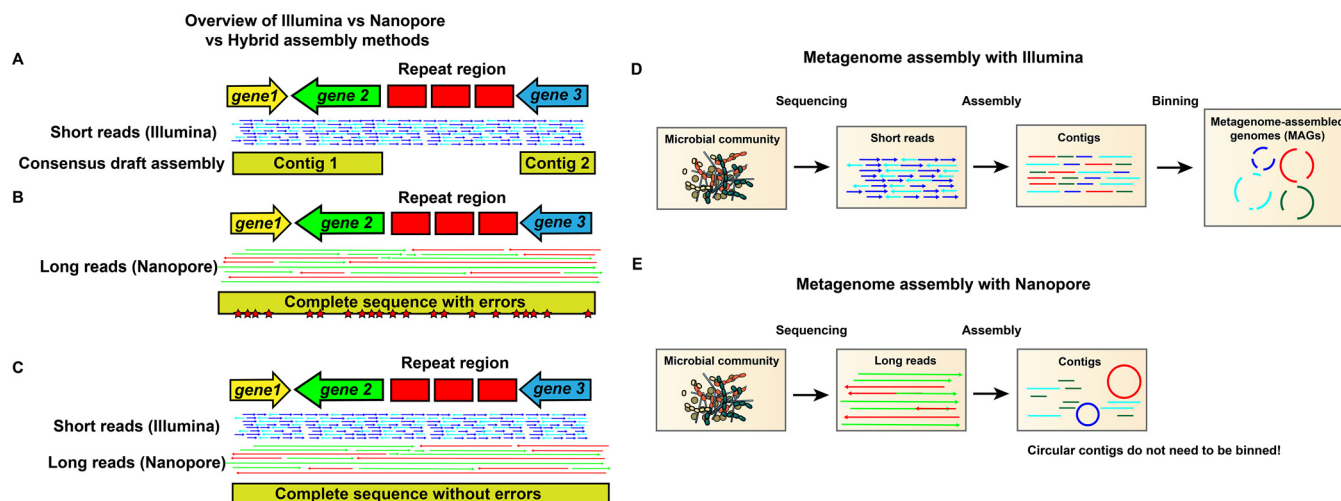 Overview of Illumina vs Nanopore
vs Hybrid assembly methods
A
Repeat region
gene1
gene 2
gene 3
Short reads (Illumina)
Consensus draft assembly
Contig 1
Contig 2
B
Repeat region
gene1
gene 2
gene 3
Long reads (Nanopore)
Complete sequence with errors
C
Repeat region
gene1
gene 2
gene 3
Short reads (Illumina)
Long reads (Nanopore)
Complete sequence without errors
D
Metagenome assembly with Illumina
Sequencing
Assembly
Binning
Microbial community
Short reads
Contigs
Metagenome-assembled
genomes (MAGs)
E
Metagenome assembly with Nanopore
Sequencing
Assembly
Microbial community
Long reads
Contigs
Circular contigs do not need to be binned!